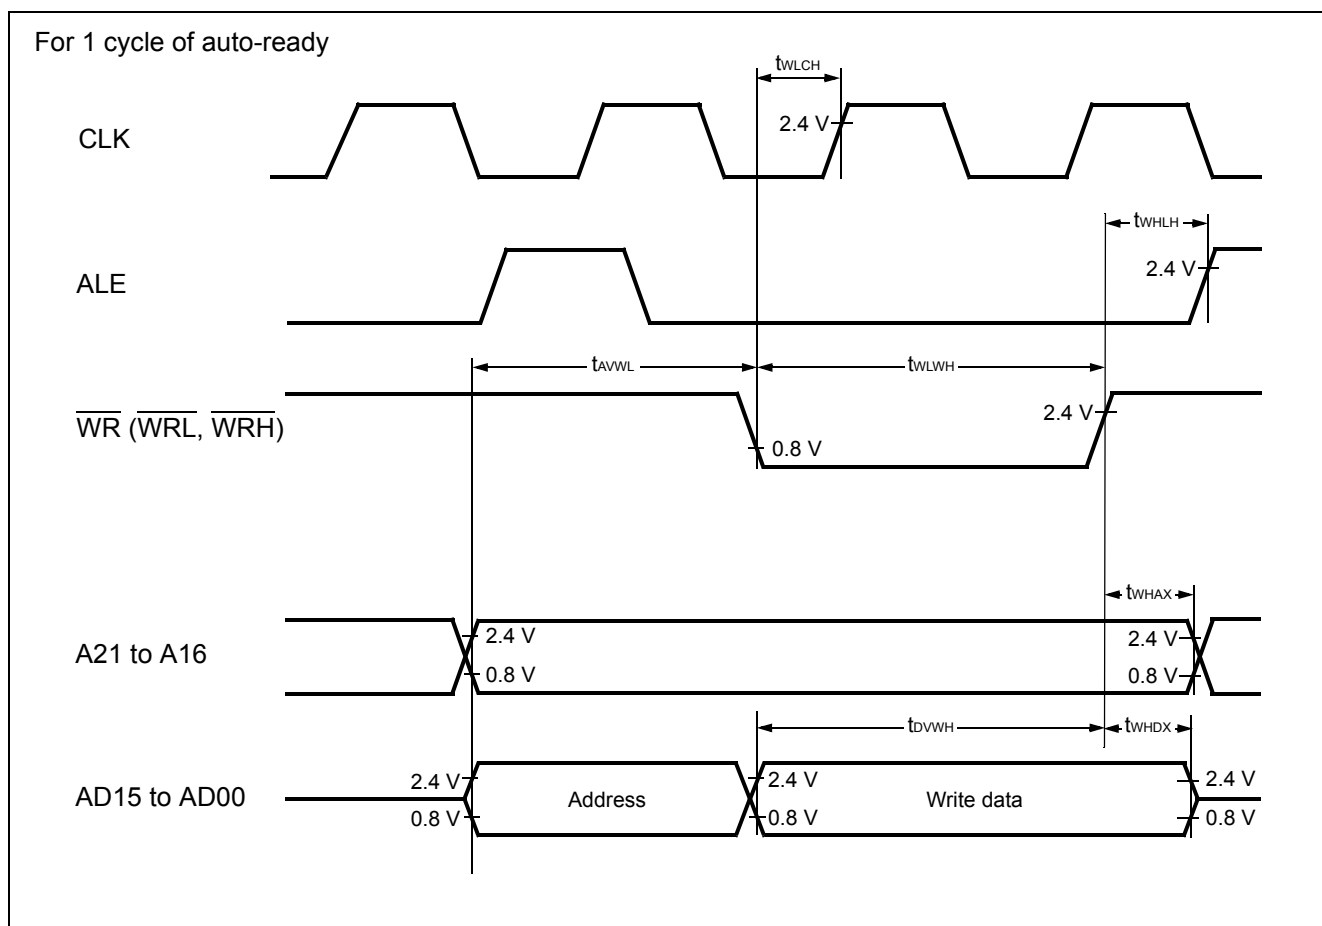 For 1 cycle of auto-ready
tWLCH
CLK
2.4 V
tWHLH
ALE
2.4 V
tAVWL
tWLWH
WR (WRL, WRH)
2.4 V
0.8 V
tWHAX
A21 to A16
2.4 V
2.4 V
0.8 V
0.8 V
tDVWH
tWHDX
AD15 to AD00
2.4 V
2.4 V
2.4 V
Address
Write data
0.8 V
0.8 V
0.8 V